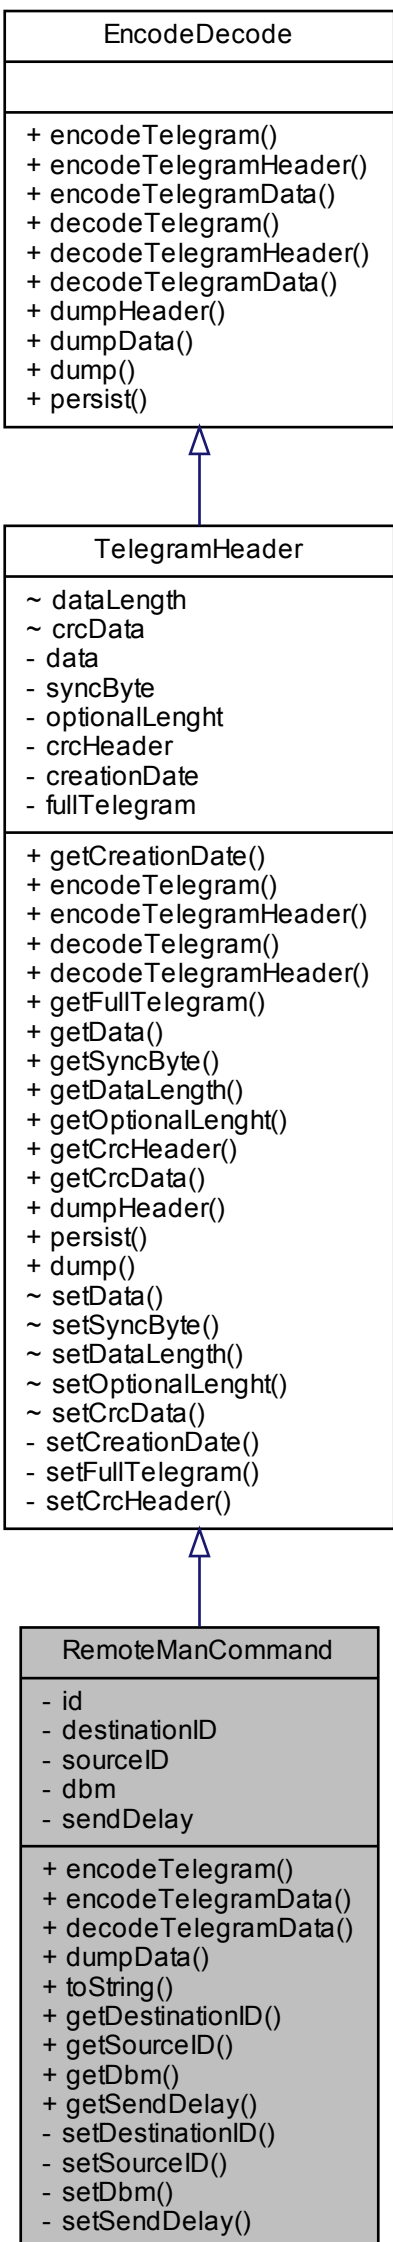 EncodeDecode
+ encodeTelegram()
+ encodeTelegramHeader()
+ encodeTelegramData()
+ decodeTelegram()
+ decodeTelegramHeader()
+ decodeTelegramData()
+ dumpHeader()
+ dumpData()
+ dump()
+ persist()
TelegramHeader
~ dataLength
~ crcData
- data
- syncByte
- optionalLenght
- crcHeader
- creationDate
- fullTelegram
+ getCreationDate()
+ encodeTelegram()
+ encodeTelegramHeader()
+ decodeTelegram()
+ decodeTelegramHeader()
+ getFullTelegram()
+ getData()
+ getSyncByte()
+ getDataLength()
+ getOptionalLenght()
+ getCrcHeader()
+ getCrcData()
+ dumpHeader()
+ persist()
+ dump()
~ setData()
~ setSyncByte()
~ setDataLength()
~ setOptionalLenght()
~ setCrcData()
- setCreationDate()
- setFullTelegram()
- setCrcHeader()
RemoteManCommand
- id
- destinationID
- sourceID
- dbm
- sendDelay
+ encodeTelegram()
+ encodeTelegramData()
+ decodeTelegramData()
+ dumpData()
+ toString()
+ getDestinationID()
+ getSourceID()
+ getDbm()
+ getSendDelay()
- setDestinationID()
- setSourceID()
- setDbm()
- setSendDelay()